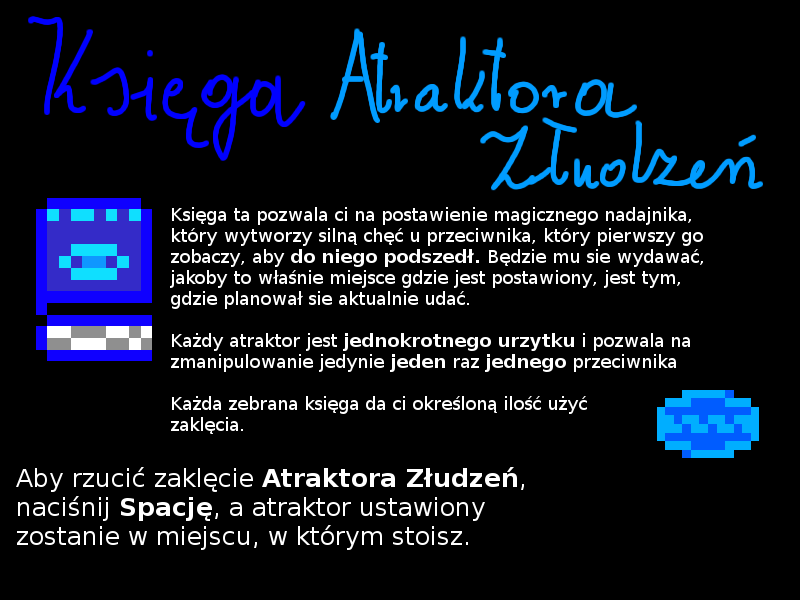 Księga Atraktora
Złudzeń
Księga ta pozwala ci na postawienie magicznego nadajnika,
który wytworzy silną chęć u przeciwnika, który pierwszy go
zobaczy, aby do niego podszedł. Będzie mu sie wydawać,
jakoby to właśnie miejsce gdzie jest postawiony, jest tym,
gdzie planował sie aktualnie udać.
Każdy atraktor jest jednokrotnego urzytku i pozwala na
zmanipulowanie jedynie jeden raz jednego przeciwnika
Każda zebrana księga da ci określoną ilość użyć
zaklęcia.
Aby rzucić zaklęcie Atraktora Złudzeń,
naciśnij Spację, a atraktor ustawiony
zostanie w miejscu, w którym stoisz.